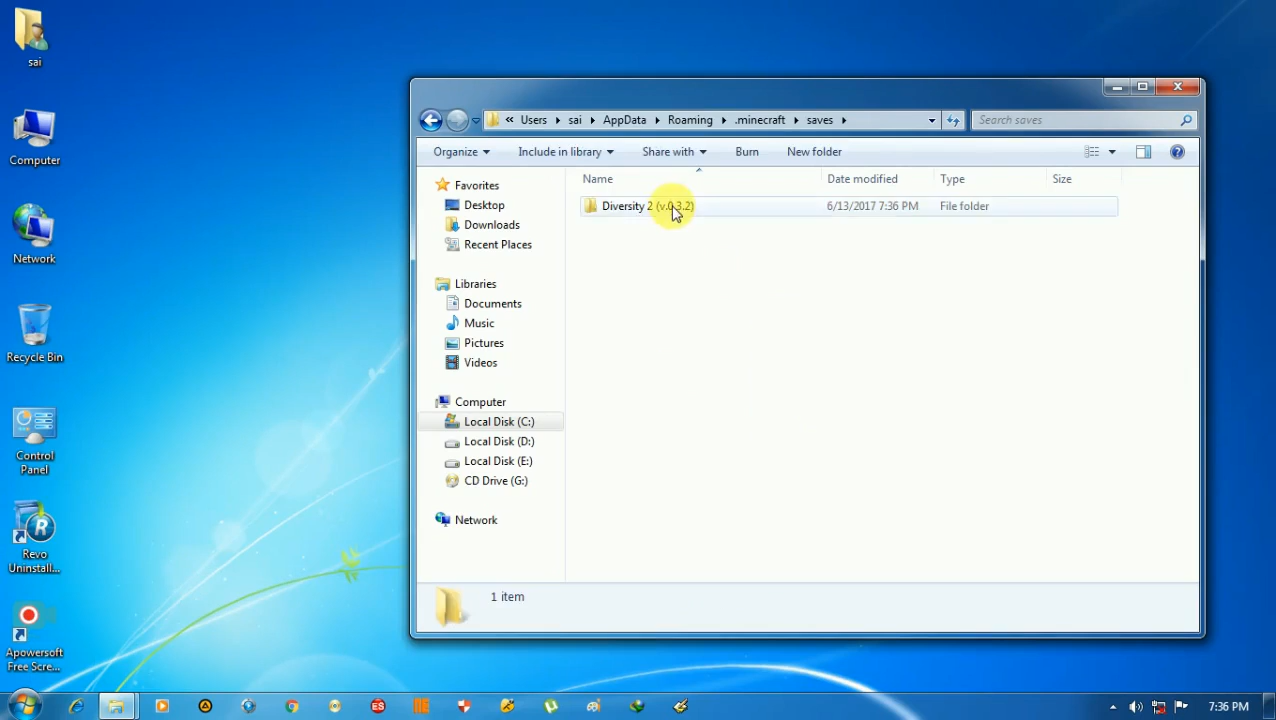 sai
Computer
Network
Recycle Bin
Control
Panel
Revo
Uninstall...
Apowersoft
Free Scre...
« Users sai AppData Roaming .minecraft saves
Search saves
Organize Include in library Share with Burn New folder
Name Date modified Type Size
Diversity 2 (v.0.3.2) 6/13/2017 7:36 PM File folder
Favorites
Desktop
Downloads
Recent Places
Libraries
Documents
Music
Pictures
Videos
Computer
Local Disk (C:)
Local Disk (D:)
Local Disk (E:)
CD Drive (G:)
Network
1 item
ES
7:36 PM